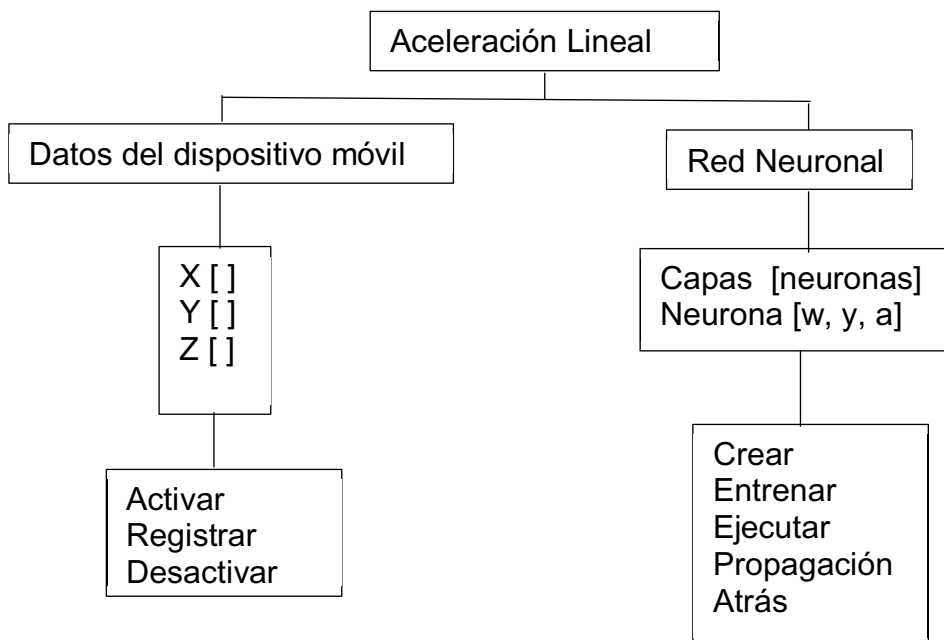 Aceleración Lineal
Datos del dispositivo móvil
Red Neuronal
X [ ]
Y [ ]
Z [ ]
Capas  [neuronas]
Neurona [w, y, a]
Activar
Registrar
Desactivar
Crear
Entrenar
Ejecutar
Propagación
Atrás